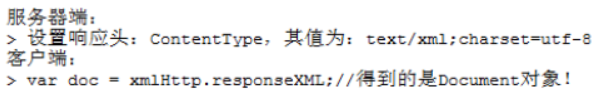 服务器端：
> 设置响应头：ContentType，其值为：text/xml;charset=utf-8
客户端：
> var doc = xmlHttp.responseXML;//得到的是Document对象！